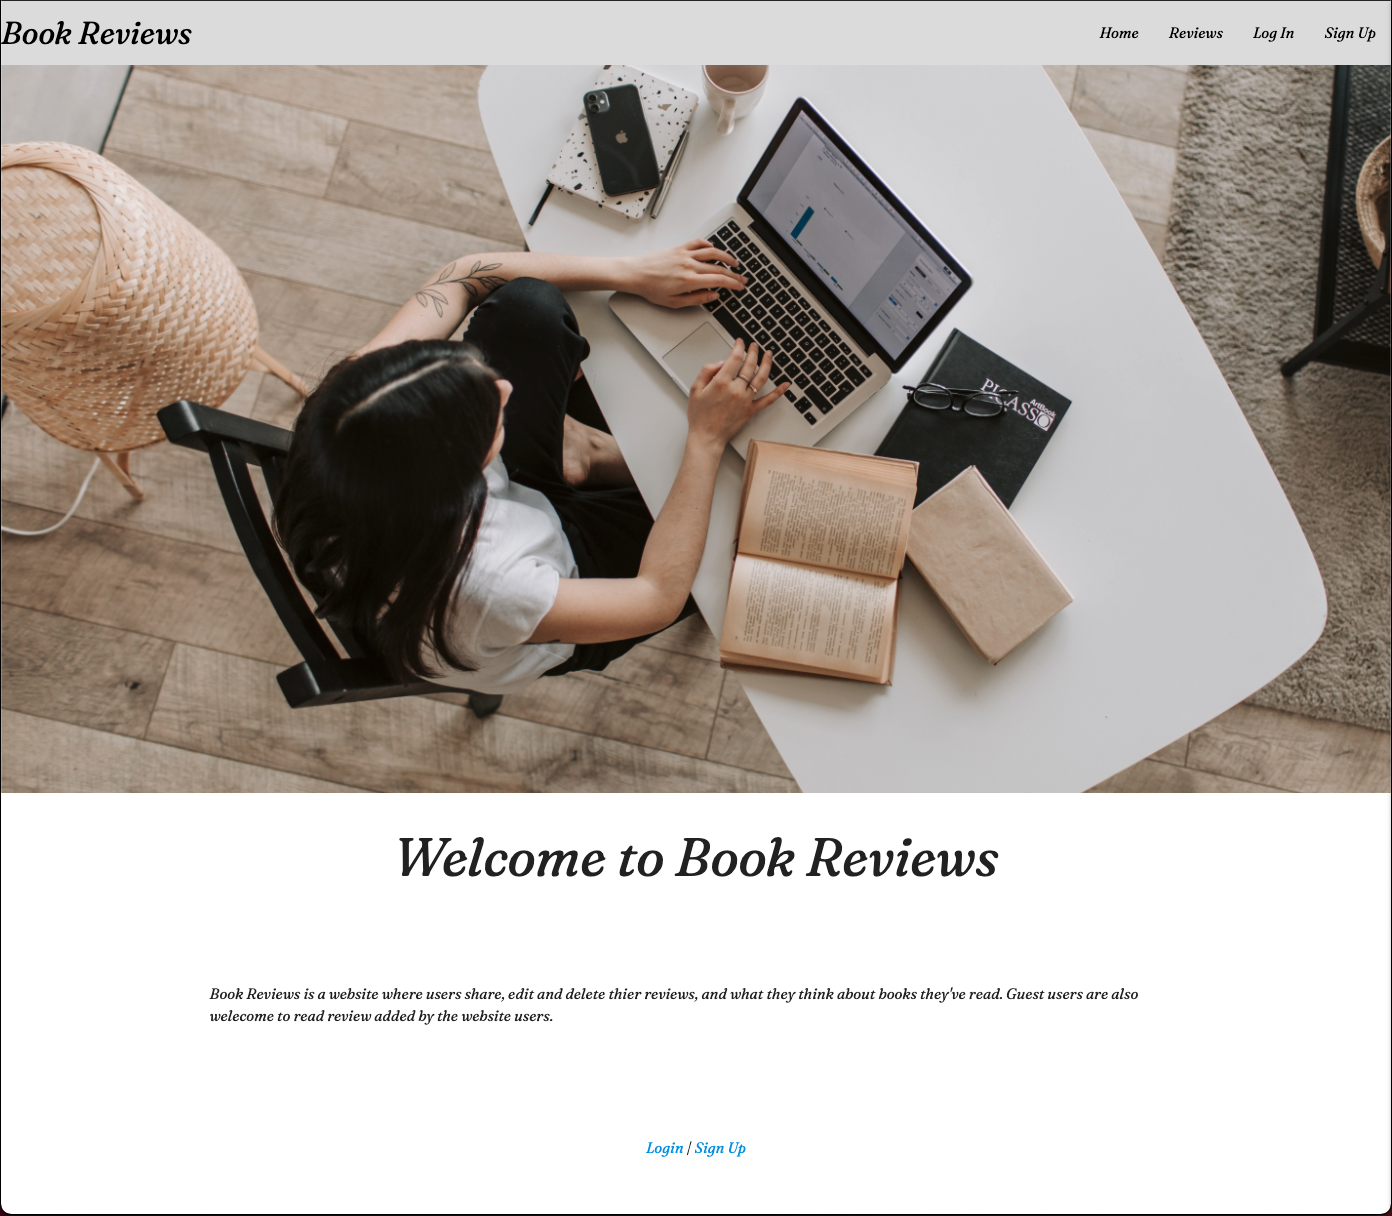 Book Reviews
Home Reviews Log In Sign Up
PICASSO
ArtBook
Welcome to Book Reviews
Book Reviews is a website where users share, edit and delete thier reviews, and what they think about books they've read. Guest users are also
welecome to read review added by the website users.
Login / Sign Up